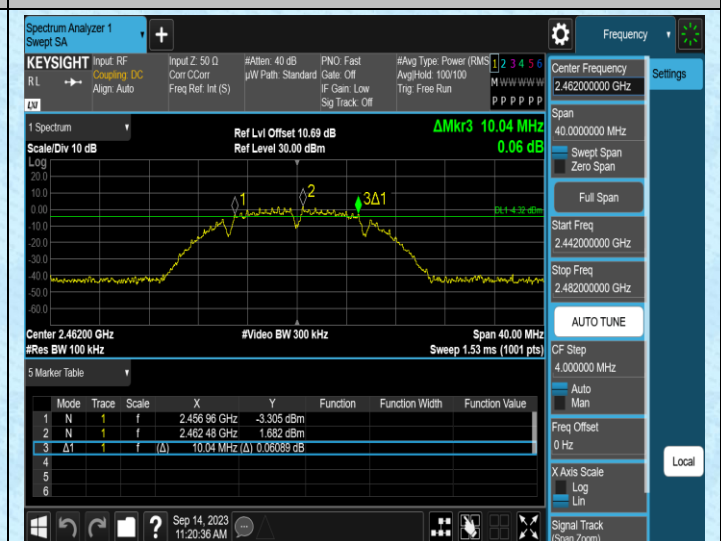 Spectrum Analyzer 1
Swept SA
+
Frequency
KEYSIGHT
RL
LXI
Input: RF
Coupling: DC
Align: Auto
Input Z: 50 Ω
Corr CCorr
Freq Ref: Int (S)
#Atten: 40 dB
µW Path: Standard
PNO: Fast
Gate: Off
IF Gain: Low
Sig Track: Off
#Avg Type: Power (RMS
Avg|Hold: 100/100
Trig: Free Run
1 2 3 4 5 6
M W W W W W
P P P P P P
1 Spectrum
Scale/Div 10 dB
Ref Lvl Offset 10.69 dB
Ref Level 30.00 dBm
ΔMkr3 10.04 MHz
0.06 dB
Log
20.0
10.0
0.00
-10.0
-20.0
-30.0
-40.0
-50.0
-60.0
1
2
3Δ1
DL1 -4.32 dBm
Center 2.46200 GHz
#Video BW 300 kHz
Span 40.00 MHz
#Res BW 100 kHz
Sweep 1.53 ms (1001 pts)
5 Marker Table
Mode Trace Scale X Y Function Function Width Function Value
1 N 1 f 2.456 96 GHz -3.305 dBm
2 N 1 f 2.462 48 GHz 1.682 dBm
3 Δ1 1 f (Δ) 10.04 MHz (Δ) 0.06089 dB
4
5
6
?
Sep 14, 2023
11:20:36 AM
Center Frequency
2.462000000 GHz
Settings
Span
40.0000000 MHz
Swept Span
Zero Span
Full Span
Start Freq
2.442000000 GHz
Stop Freq
2.482000000 GHz
AUTO TUNE
CF Step
4.000000 MHz
Auto
Man
Freq Offset
0 Hz
Local
X Axis Scale
Log
Lin
Signal Track
(Span Zoom)